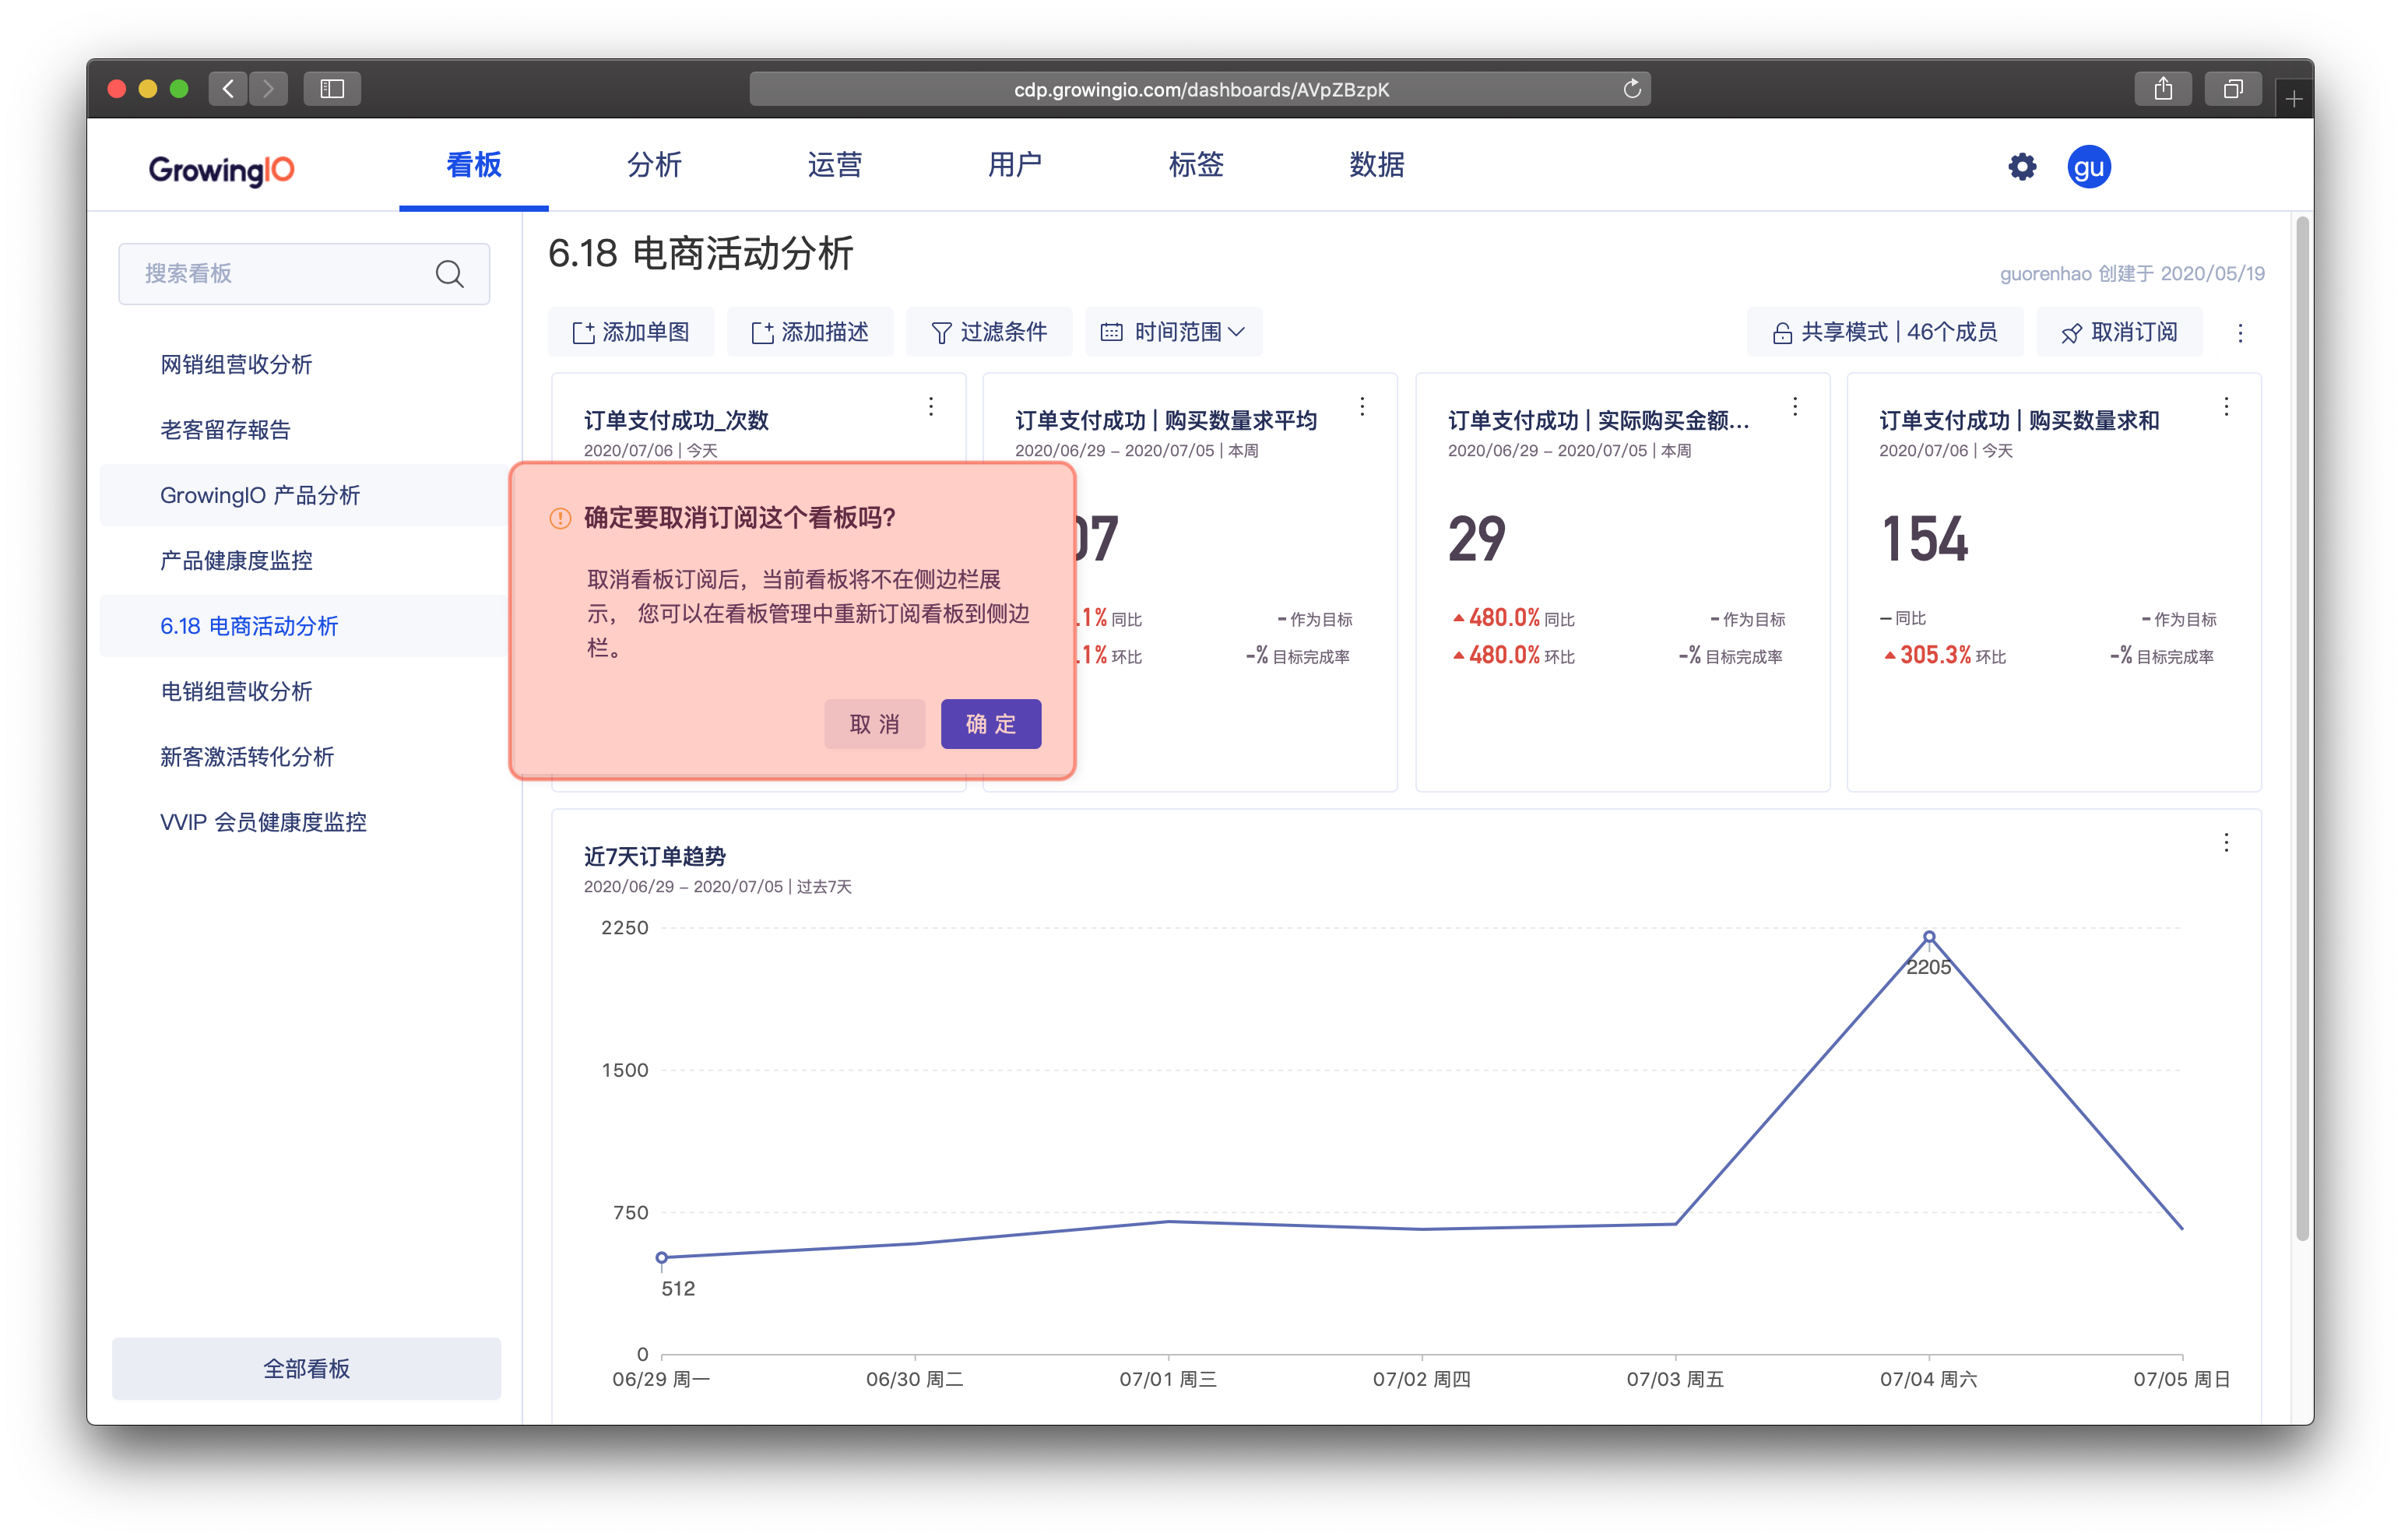 cdp.growingio.com/dashboards/AVpZBzpK
GrowingIO
看板
分析
运营
用户
标签
数据
gu
搜索看板
网销组营收分析
老客留存報告
GrowingIO 产品分析
产品健康度监控
6.18 电商活动分析
电销组营收分析
新客激活转化分析
VVIP 会员健康度监控
全部看板
6.18 电商活动分析
guorenhao 创建于 2020/05/19
添加单图
添加描述
过滤条件
时间范围
共享模式 | 46个成员
取消订阅
订单支付成功_次数
2020/07/06 | 今天
订单支付成功 | 购买数量求平均
2020/06/29 – 2020/07/05 | 本周
07
.1% 同比
– 作为目标
.1% 环比
-% 目标完成率
订单支付成功 | 实际购买金额...
2020/06/29 – 2020/07/05 | 本周
29
480.0% 同比
– 作为目标
480.0% 环比
-% 目标完成率
订单支付成功 | 购买数量求和
2020/07/06 | 今天
154
– 同比
– 作为目标
305.3% 环比
-% 目标完成率
确定要取消订阅这个看板吗?
取消看板订阅后，当前看板将不在侧边栏展
示， 您可以在看板管理中重新订阅看板到侧边
栏。
取 消
确 定
近7天订单趋势
2020/06/29 – 2020/07/05 | 过去7天
2250
1500
750
0
2205
512
06/29 周一
06/30 周二
07/01 周三
07/02 周四
07/03 周五
07/04 周六
07/05 周日